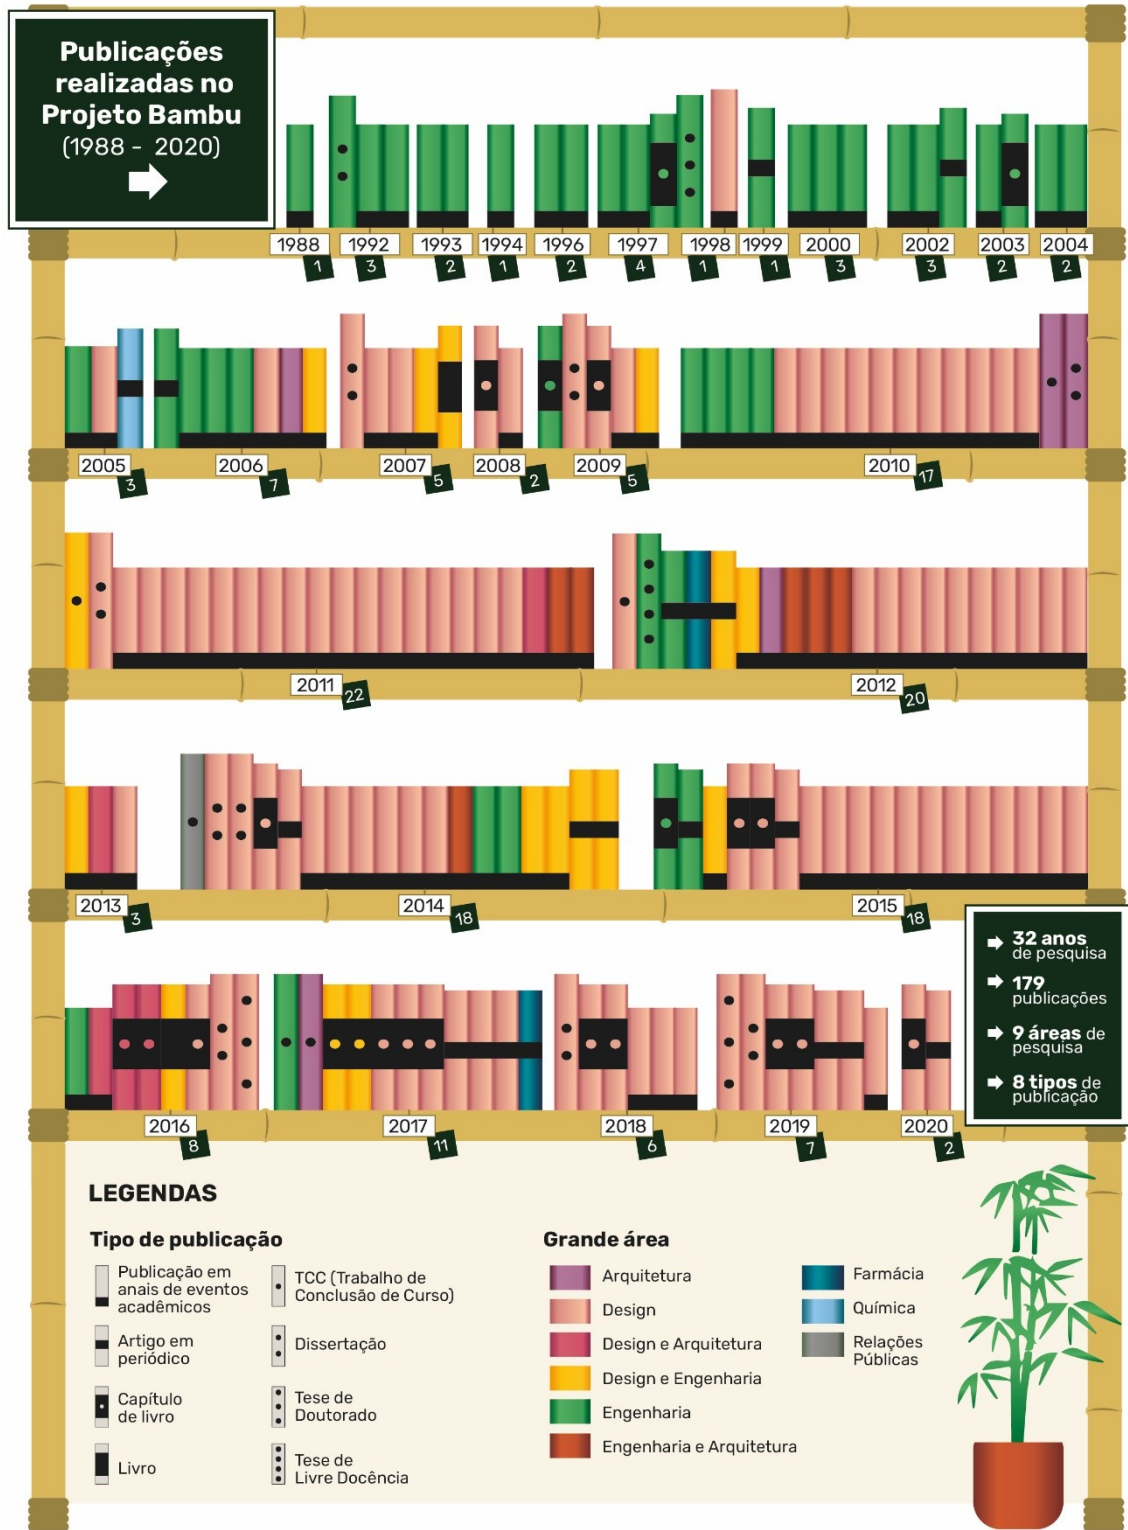 Publicações
realizadas no
Projeto Bambu
(1988 - 2020)
1988 1992 1993 1994 1996 1997 1998 1999 2000 2002 2003 2004
1 3 2 1 2 4 1 1 3 3 2 2
2005 2006 2007 2008 2009 2010
3 7 5 2 5 17
2011 2012
22 20
2013 2014 2015
3 18 18
32 anos
de pesquisa
179
publicações
9 áreas de
pesquisa
8 tipos de
publicação
2016 2017 2018 2019 2020
8 11 6 7 2
LEGENDAS
Tipo de publicação
Publicação em
anais de eventos
acadêmicos
Artigo em
periódico
Capítulo
de livro
Livro
TCC (Trabalho de
Conclusão de Curso)
Dissertação
Tese de
Doutorado
Tese de
Livre Docência
Grande área
Arquitetura
Design
Design e Arquitetura
Design e Engenharia
Engenharia
Engenharia e Arquitetura
Farmácia
Química
Relações
Públicas